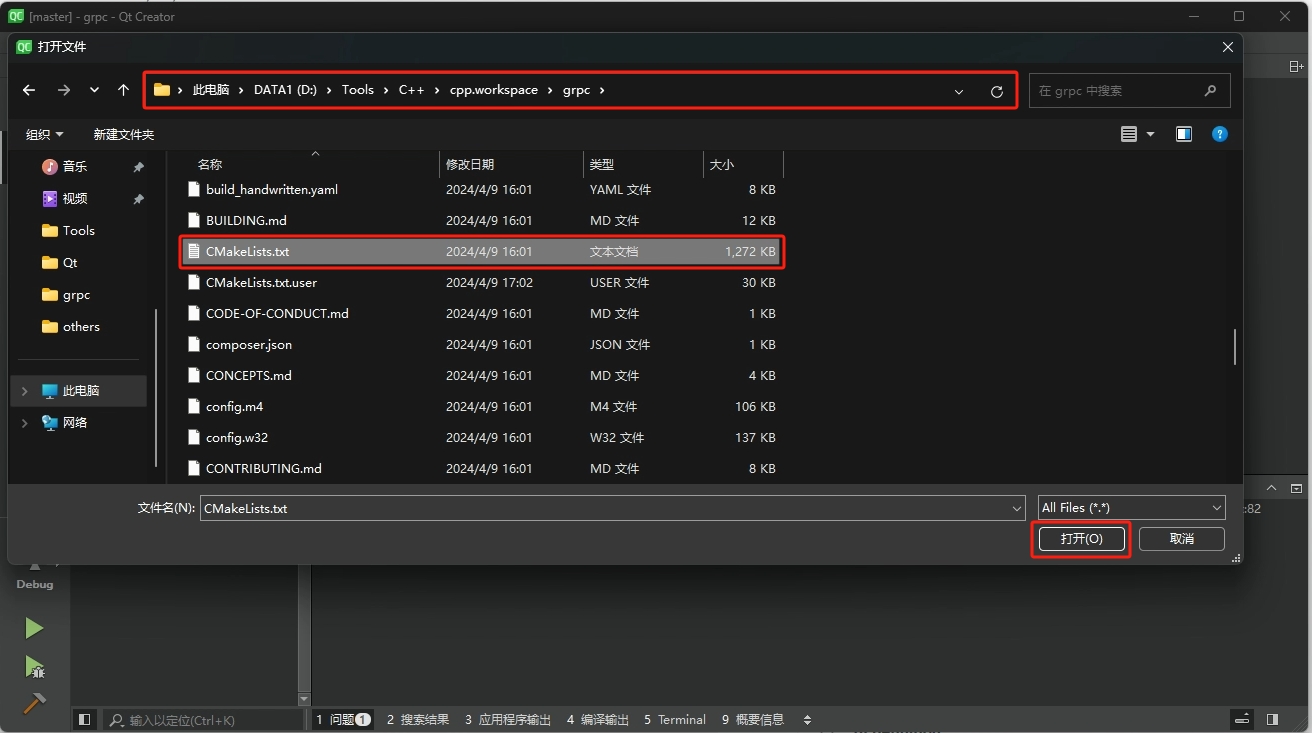 [master] - grpc - Qt Creator
打开文件
此电脑 › DATA1 (D:) › Tools › C++ › cpp.workspace › grpc ›
在 grpc 中搜索
组织 新建文件夹
音乐
视频
Tools
Qt
grpc
others
此电脑
网络
名称 修改日期 类型 大小
build_handwritten.yaml 2024/4/9 16:01 YAML 文件 8 KB
BUILDING.md 2024/4/9 16:01 MD 文件 12 KB
CMakeLists.txt 2024/4/9 16:01 文本文档 1,272 KB
CMakeLists.txt.user 2024/4/9 17:02 USER 文件 30 KB
CODE-OF-CONDUCT.md 2024/4/9 16:01 MD 文件 1 KB
composer.json 2024/4/9 16:01 JSON 文件 1 KB
CONCEPTS.md 2024/4/9 16:01 MD 文件 4 KB
config.m4 2024/4/9 16:01 M4 文件 106 KB
config.w32 2024/4/9 16:01 W32 文件 137 KB
CONTRIBUTING.md 2024/4/9 16:01 MD 文件 8 KB
文件名(N): CMakeLists.txt All Files (*.*)
:82
打开(O) 取消
Debug
输入以定位(Ctrl+K) 1 问题 1 2 搜索结果 3 应用程序输出 4 编译输出 5 Terminal 9 概要信息